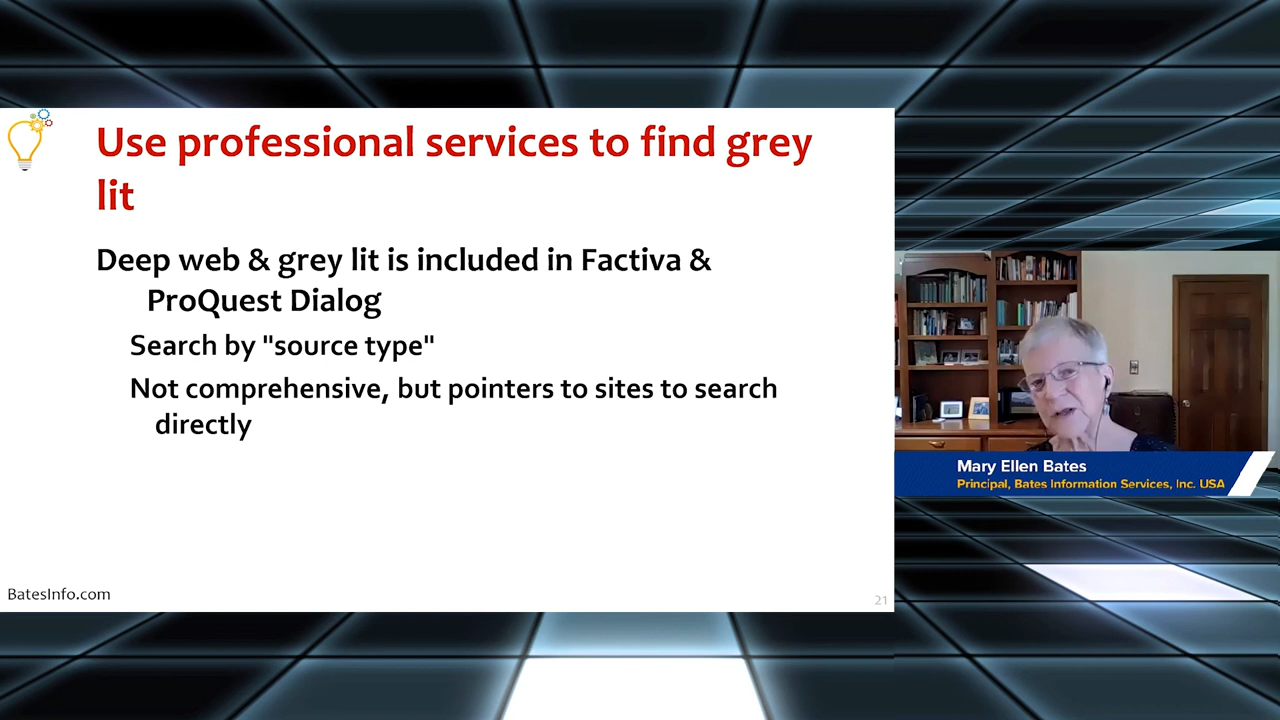 Use professional services to find grey
lit
Deep web & grey lit is included in Factiva &
ProQuest Dialog
Search by "source type"
Not comprehensive, but pointers to sites to search
directly
BatesInfo.com
21
Mary Ellen Bates
Principal, Bates Information Services, Inc. USA